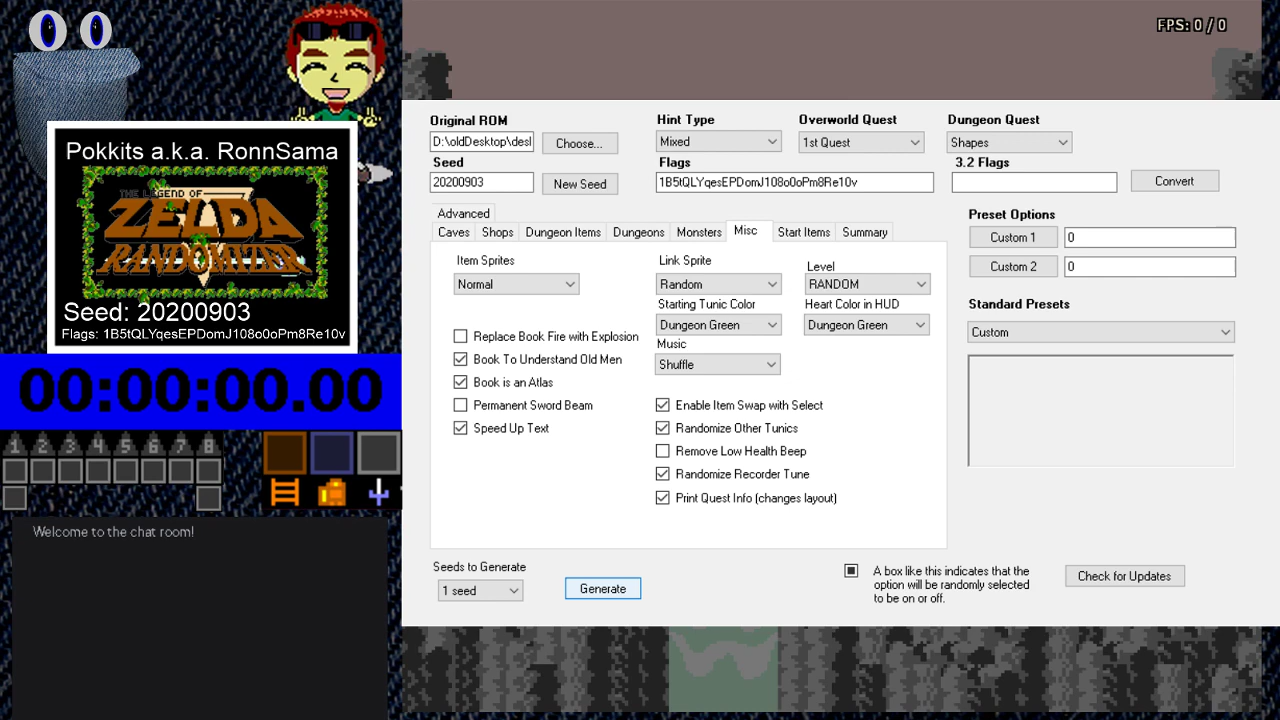 FPS: 0 / 0
Pokkits a.k.a. RonnSama
THE LEGEND OF
ZELDA
RANDOMIZER
Seed: 20200903
Flags: 1B5tQLYqesEPDomJ108o0oPm8Re10v
00:00:00.00
1 2 3 4 5 6 7 8
Welcome to the chat room!
Original ROM
D:\oldDesktop\desl
Choose...
Hint Type
Mixed
Overworld Quest
1st Quest
Dungeon Quest
Shapes
Seed
20200903
New Seed
Flags
1B5tQLYqesEPDomJ108o0oPm8Re10v
3.2 Flags
Convert
Advanced
Caves Shops Dungeon Items Dungeons Monsters Misc Start Items Summary
Item Sprites
Normal
Replace Book Fire with Explosion
Book To Understand Old Men
Book is an Atlas
Permanent Sword Beam
Speed Up Text
Link Sprite
Random
Level
RANDOM
Starting Tunic Color
Dungeon Green
Heart Color in HUD
Dungeon Green
Music
Shuffle
Enable Item Swap with Select
Randomize Other Tunics
Remove Low Health Beep
Randomize Recorder Tune
Print Quest Info (changes layout)
Preset Options
Custom 1 0
Custom 2 0
Standard Presets
Custom
Seeds to Generate
1 seed
Generate
A box like this indicates that the
option will be randomly selected
to be on or off.
Check for Updates